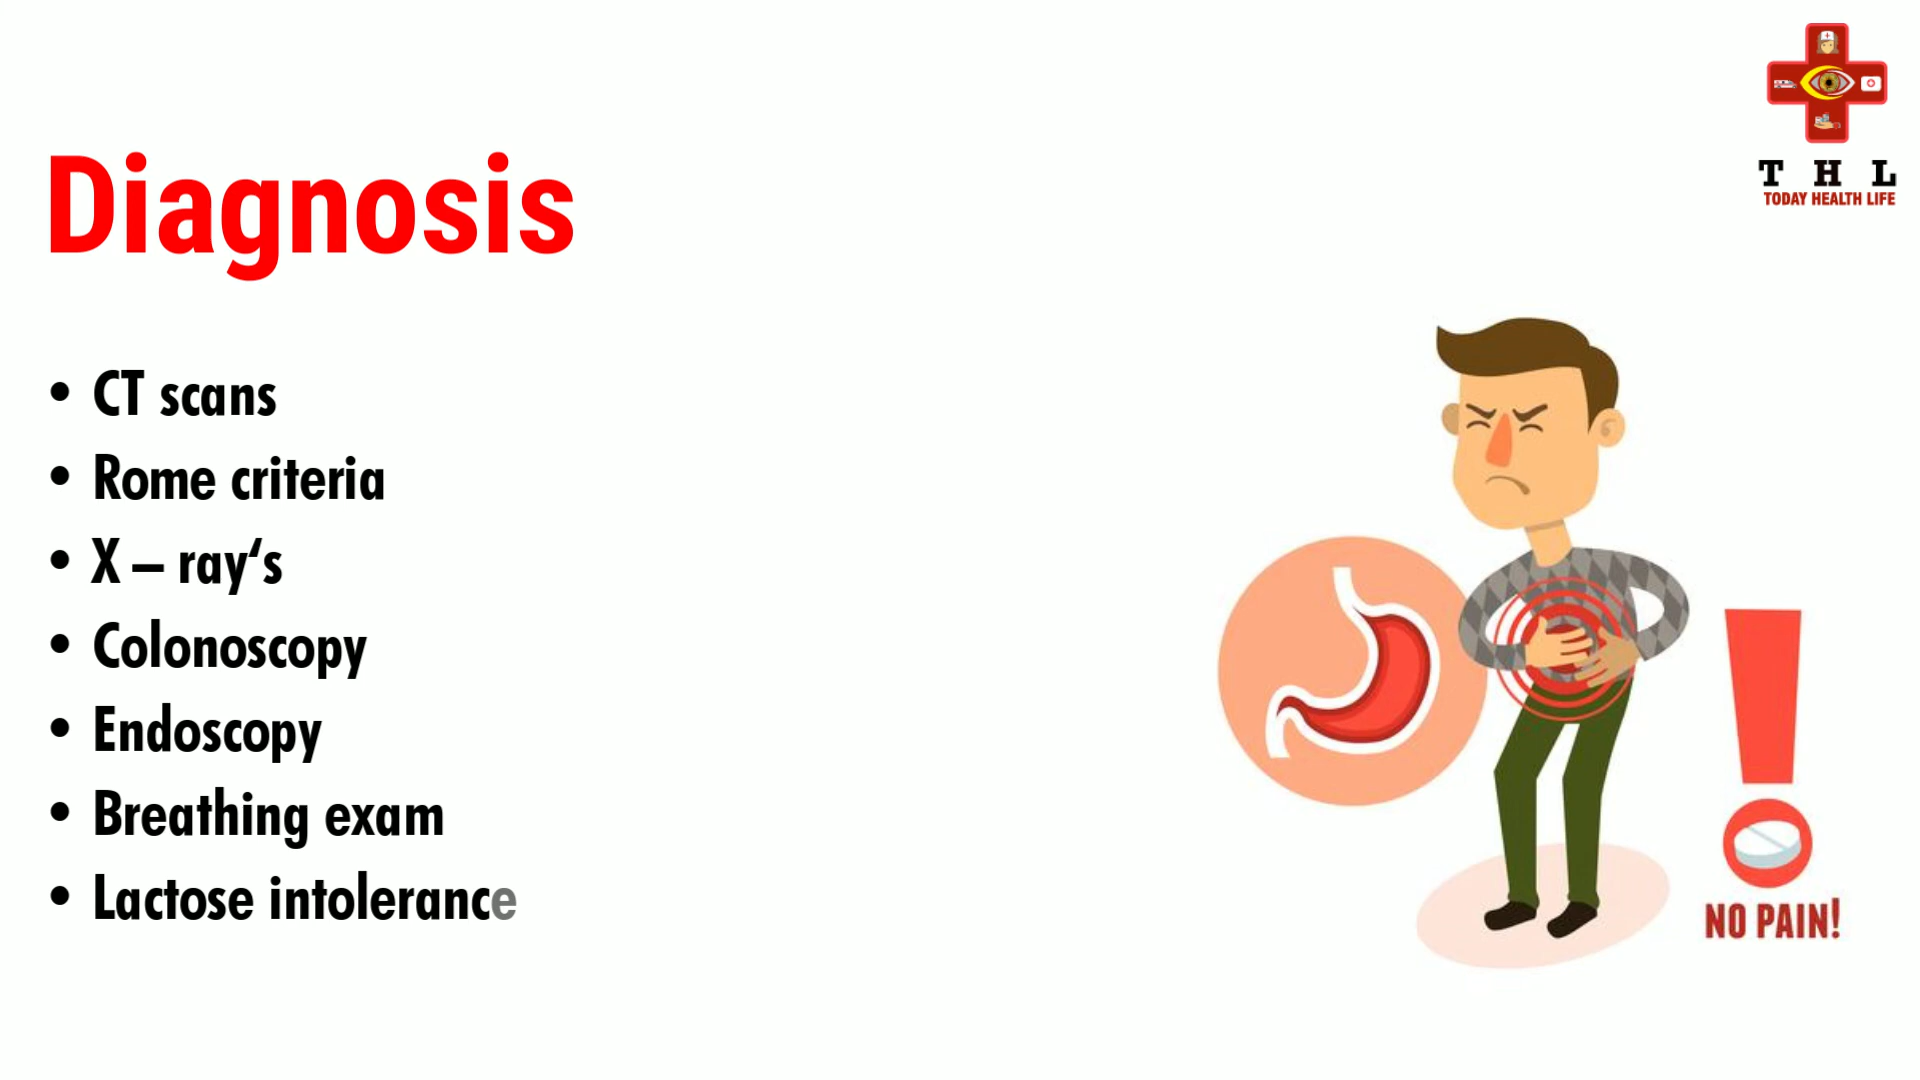 T H L
TODAY HEALTH LIFE
Diagnosis
• CT scans
• Rome criteria
• X – ray‘s
• Colonoscopy
• Endoscopy
• Breathing exam
• Lactose intolerance
NO PAIN!